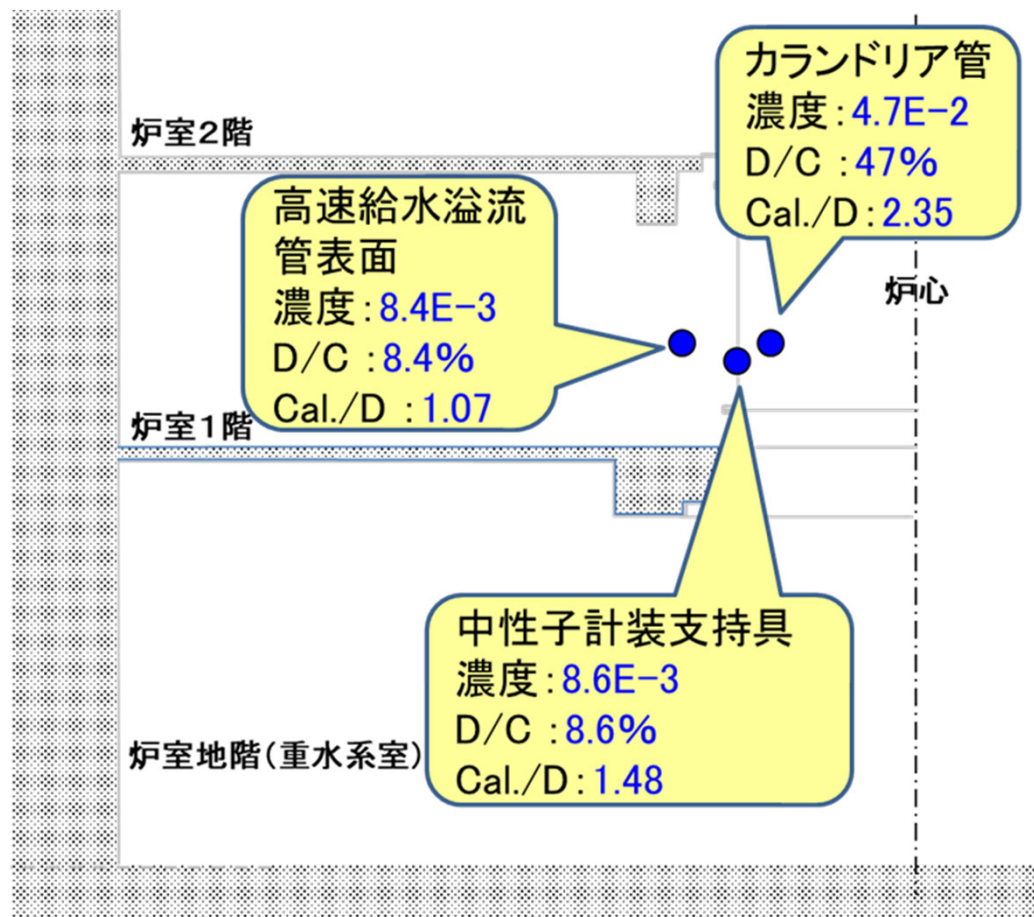 炉室2階
カランドリア管
濃度:4.7E-2
D/C :47%
Cal./D:2.35
高速給水溢流
管表面
濃度:8.4E-3
D/C :8.4%
Cal./D :1.07
炉心
炉室1階
中性子計装支持具
濃度:8.6E-3
D/C :8.6%
Cal./D:1.48
炉室地階(重水系室)